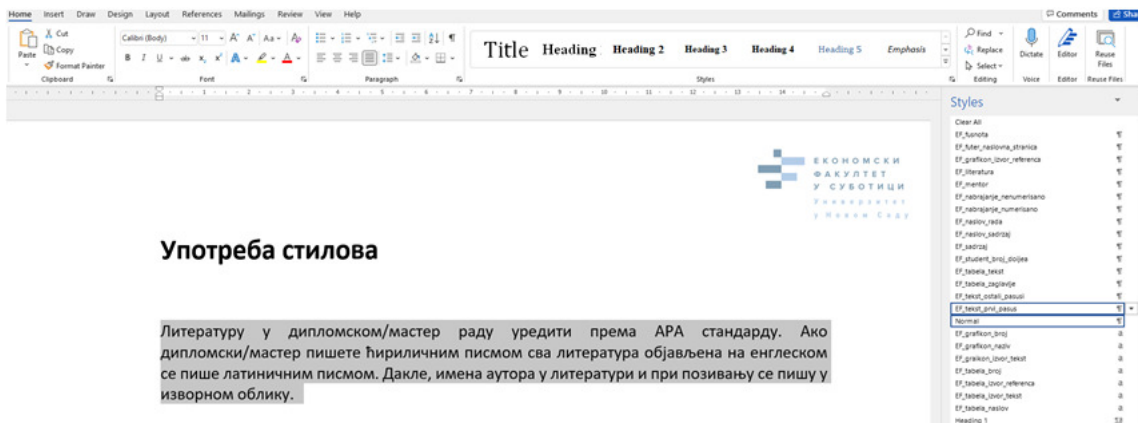 Home Insert Draw Design Layout References Mailings Review View Help Comments Sha
Paste
Cut
Copy
Format Painter
Clipboard
Calibri (Body) 11
Font
Paragraph
Title Heading Heading 2 Heading 3 Heading 4 Heading 5 Emphasis
Styles
Find
Replace
Select
Editing
Dictate
Voice
Editor
Editor
Reuse
Files
Reuse Files
Styles
Clear All
EF_fusnota
EF_futer_naslovna_stranica
EF_grafikon_izvor_referenca
EF_literatura
EF_mentor
EF_nabrajanje_nenumerisano
EF_nabrajanje_numerisano
EF_naslov_rada
EF_naslov_sadrzaj
EF_sadrzaj
EF_student_broj_doljea
EF_tabela_tekst
EF_tabela_zaglavlje
EF_tekst_ostali_pasusi
EF_tekst_prvi_pasus
Normal
EF_grafikon_broj
EF_grafikon_naziv
EF_graikon_izvor_tekst
EF_tabela_broj
EF_tabela_izvor_referenca
EF_tabela_izvor_tekst
EF_tabela_naslov
Heading 1
ЕКОНОМСКИ
ФАКУЛТЕТ
У СУБОТИЦИ
Универзитет
у Новом Саду
Употреба стилова
Литературу у дипломском/мастер раду уредити према APA стандарду. Ако
дипломски/мастер пишете ћириличним писмом сва литература објављена на енглеском
се пише латиничним писмом. Дакле, имена аутора у литератури и при позивању се пишу у
изворном облику.